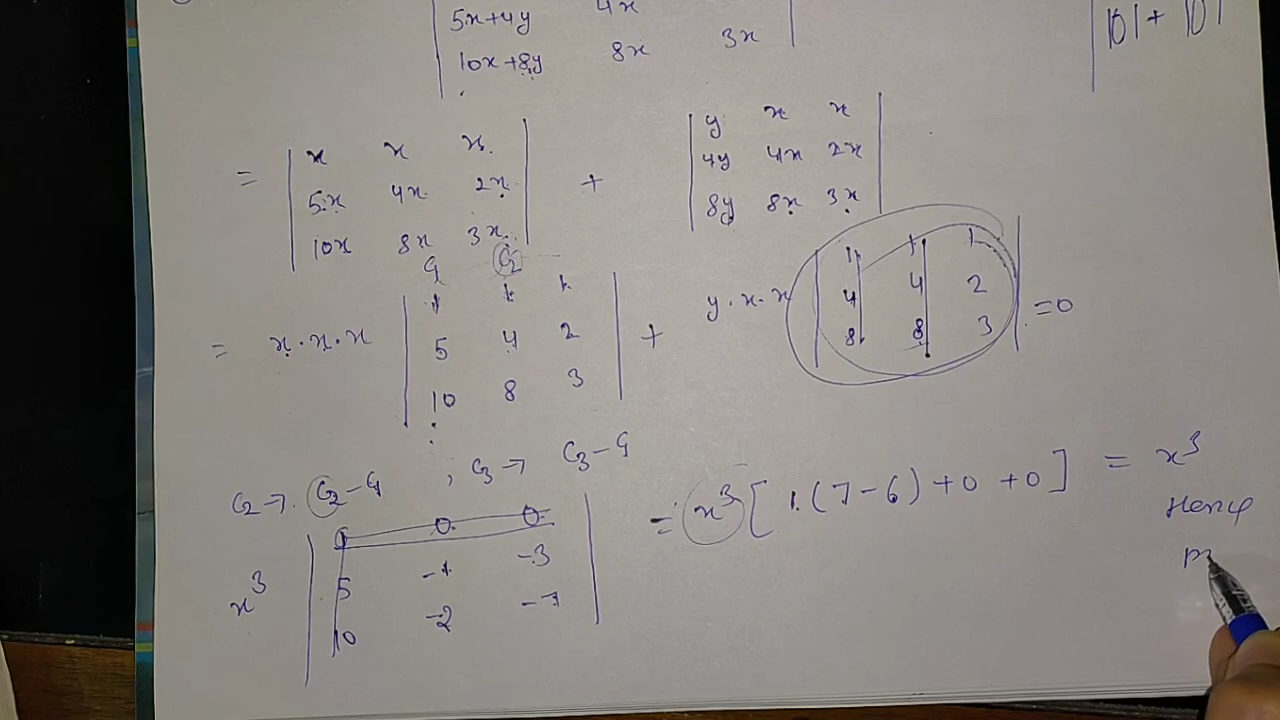 5x+4y 4x
10x+8y 8x 3x
|0|+|0|
= | x x x | + | y x x |
| 5x 4x 2x | | 4y 4x 2x |
| 10x 8x 3x | | 8y 8x 3x |
C1 C2
= x·x·x | 1 1 1 | + y·x·x | 1 1 1 | = 0
| 5 4 2 | | 4 4 2 |
| 10 8 3 | | 8 8 3 |
C2 → C2-C1 , C3 → C3-C1
x³ | 1 0 0 | = x³ [ 1.(7-6) +0 +0 ] = x³
| 5 -1 -3 |
| 10 -2 -7 |
Hence